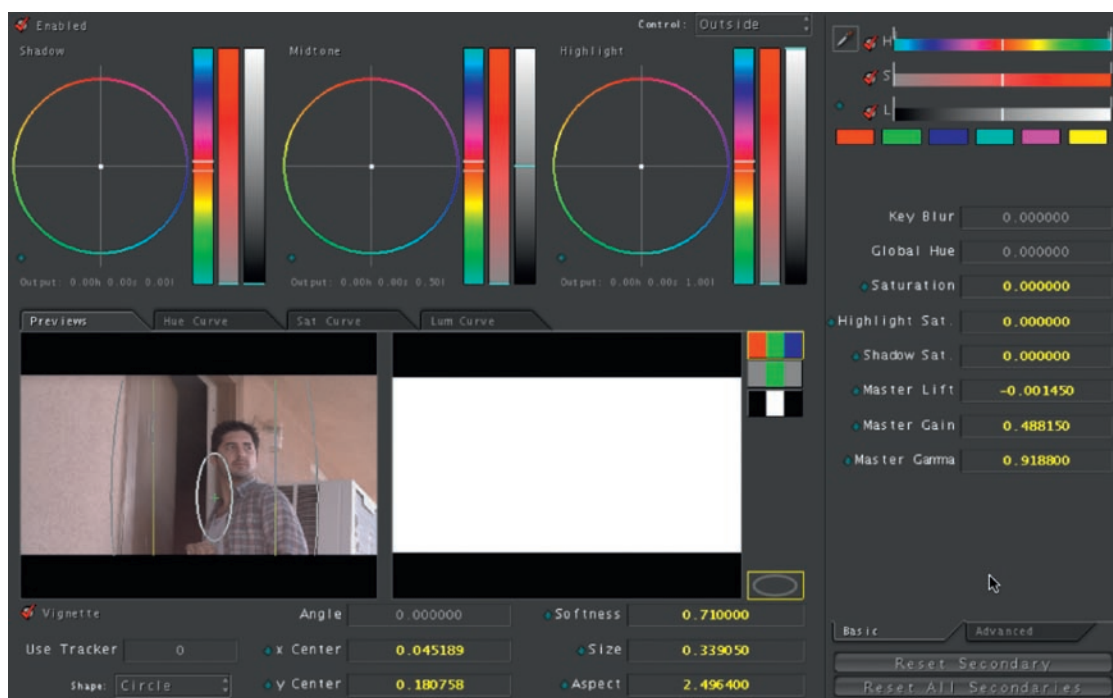 Enabled
Control: Outside
Shadow
Midtone
Highlight
H
S
L
Output: 0.00h 0.00s 0.00l
Output: 0.00h 0.00s 0.50l
Output: 0.00h 0.00s 1.00l
Key Blur 0.000000
Global Hue 0.000000
Saturation 0.000000
Highlight Sat. 0.000000
Shadow Sat. 0.000000
Master Lift -0.001450
Master Gain 0.488150
Master Gamma 0.918800
Previews
Hue Curve
Sat Curve
Lum Curve
Vignette
Angle 0.000000
Softness 0.710000
Use Tracker 0
x Center 0.045189
Size 0.339050
Shape: Circle
y Center 0.180758
Aspect 2.496400
Basic
Advanced
Reset Secondary
Reset All Secondaries